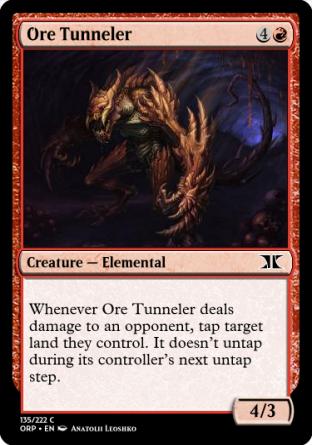 Ore Tunneler 4
Creature — Elemental
Whenever Ore Tunneler deals
damage to an opponent, tap target
land they control. It doesn't untap
during its controller's next untap
step.
4/3
135/222 C
ORP • EN Anatolii Leoshko